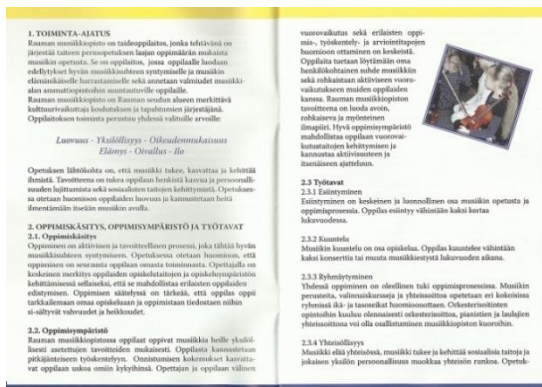 1. TOIMINTA-AJATUS
Rauman musiikkiopisto on taideoppilaitos, jonka tehtävänä on
järjestää taiteen perusopetuksen laajan oppimäärän mukaista
musiikin opetusta. Se on oppilaitos, jossa oppilaalle luodaan
edellytykset hyvän musiikkisuhteen syntymiselle ja musiikin
elämänikäiselle harrastamiselle sekä annetaan valmiudet musiikki-
alan ammattiopintoihin suuntautuville oppilaille.
Rauman musiikkiopisto on Rauman seudun alueen merkittävä
kulttuurivaikuttaja koulutuksen ja tapahtumien järjestäjänä.
Oppilaitoksen toiminta perustuu yhdessä valituille arvoille:
Luovuus - Yksilöllisyys - Oikeudenmukaisuus
Elämys - Oivallus - Ilo
Opetuksen lähtökohta on, että musiikki tukee, kasvattaa ja kehittää
ihmistä. Tavoitteena on tukea oppilaan henkistä kasvua ja persoonalli-
suuden lujittumista sekä sosiaalisten taitojen kehittymistä. Opetukses-
sa otetaan huomioon oppilaiden luovuus ja kannustetaan heitä
ilmentämään itseään musiikin avulla.
2. OPPIMISKÄSITYS, OPPIMISYMPÄRISTÖ JA TYÖTAVAT
2.1. Oppimiskäsitys
Oppiminen on aktiivinen ja tavoitteellinen prosessi, joka tähtää hyvän
musiikkisuhteen syntymiseen. Opetuksessa otetaan huomioon, että
oppiminen on seurausta oppilaan omasta toiminnasta. Opettajalla on
keskeinen merkitys oppilaiden opiskelutaitojen ja opiskeluympäristön
kehittämisessä sellaiseksi, että se mahdollistaa erilaisten oppilaiden
edistymisen. Oppimisen säätelyssä on tärkeää, että oppilas oppii
tarkkailemaan omaa opiskeluaan ja oppimistaan tiedostaen niihin
si-sältyvät vahvuudet ja heikkoudet.
2.2. Oppimisympäristö
Rauman musiikkiopistossa oppilaat oppivat musiikkia heille yksilöl-
lisesti asetettujen tavoitteiden mukaisesti. Oppilasta kannustetaan
pitkäjänteiseen työskentelyyn. Onnistumisen kokemukset kasvatta-
vat oppilaan uskoa omiin kykyihinsä. Opettajan ja oppilaan välinen
vuorovaikutus sekä erilaisten oppi-
mis-, työskentely- ja arviointitapojen
huomioon ottaminen on keskeistä.
Oppilaita tuetaan löytämään oma
henkilökohtainen suhde musiikkiin
sekä rohkaistaan aktiiviseen vuoro-
vaikutukseen muiden oppilaiden
kanssa. Rauman musiikkiopiston
tavoitteena on luoda avoin,
rohkaiseva ja myönteinen
ilmapiiri. Hyvä oppimisympäristö
mahdollistaa oppilaan vuorovai-
kutustaitojen kehittymisen ja
kannustaa aktiivisuuteen ja
itsenäiseen ajatteluun.
2.3 Työtavat
2.3.1 Esiintyminen
Esiintyminen on keskeinen ja luonnollinen osa musiikin opetusta ja
oppimisprosessia. Oppilas esiintyy vähintään kaksi kertaa
lukuvuodessa.
2.3.2 Kuuntelu
Musiikin kuuntelu on osa opiskelua. Oppilas kuuntelee vähintään
kaksi konserttia tai muuta musiikkiesitystä lukuvuoden aikana.
2.3.3 Ryhmäytyminen
Yhdessä oppiminen on oleellinen tuki oppimisprosessissa. Musiikin
perusteita, valinnaiskursseja ja yhteissoittoa opetetaan eri kokoisissa
ryhmissä ikä- ja tasoneikat huomioonottaen. Orkesterisoitinten
opistoihin kuuluu olennaisesti orkesterisoittoa, pianistien ja laulajien
yhteissoittona voi olla osallistuminen musiikkiopiston kuoroihin.
2.3.4 Yhteisöllisyys
Musiikki elää yhteisössä, musiikki tukee ja kehittää sosiaalisia taitoja ja
jokaisen yksilön persoonallisuus muokkaa yhteisön rankoa. Opetuk-